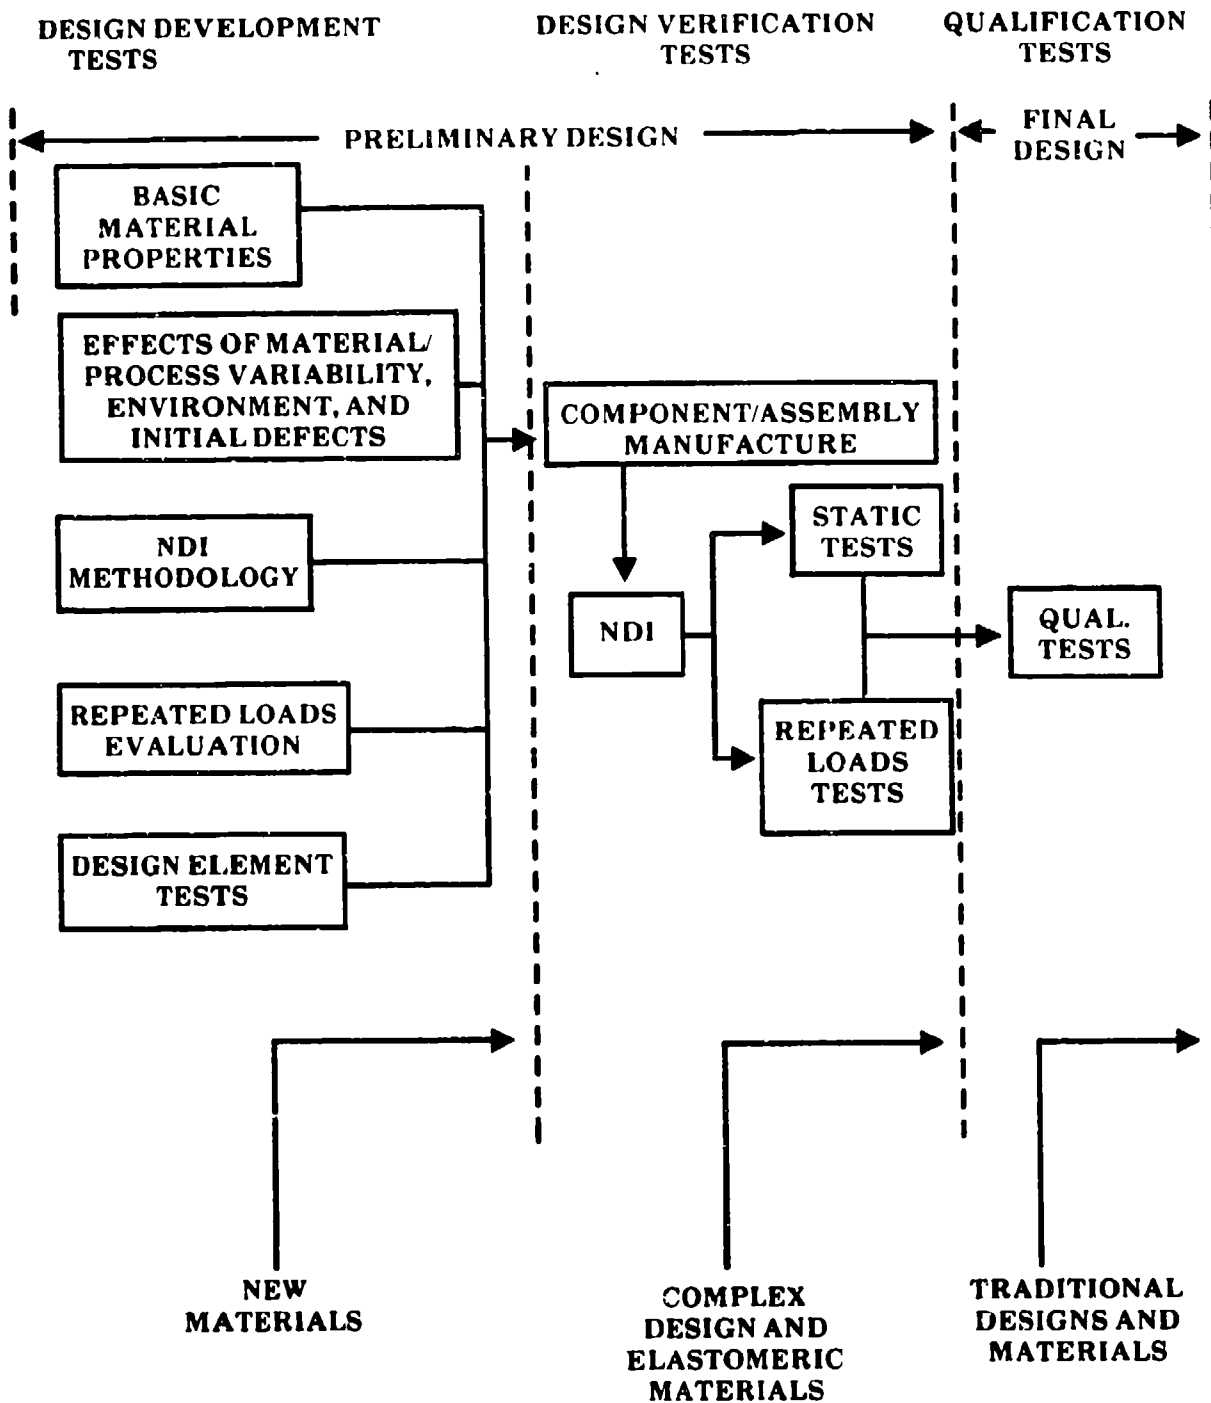 DESIGN DEVELOPMENT
TESTS
DESIGN VERIFICATION
TESTS
QUALIFICATION
TESTS
PRELIMINARY DESIGN
FINAL
DESIGN
BASIC
MATERIAL
PROPERTIES
EFFECTS OF MATERIAL/
PROCESS VARIABILITY,
ENVIRONMENT, AND
INITIAL DEFECTS
NDI
METHODOLOGY
REPEATED LOADS
EVALUATION
DESIGN ELEMENT
TESTS
COMPONENT/ASSEMBLY
MANUFACTURE
NDI
STATIC
TESTS
REPEATED
LOADS
TESTS
QUAL.
TESTS
NEW
MATERIALS
COMPLEX
DESIGN AND
ELASTOMERIC
MATERIALS
TRADITIONAL
DESIGNS AND
MATERIALS